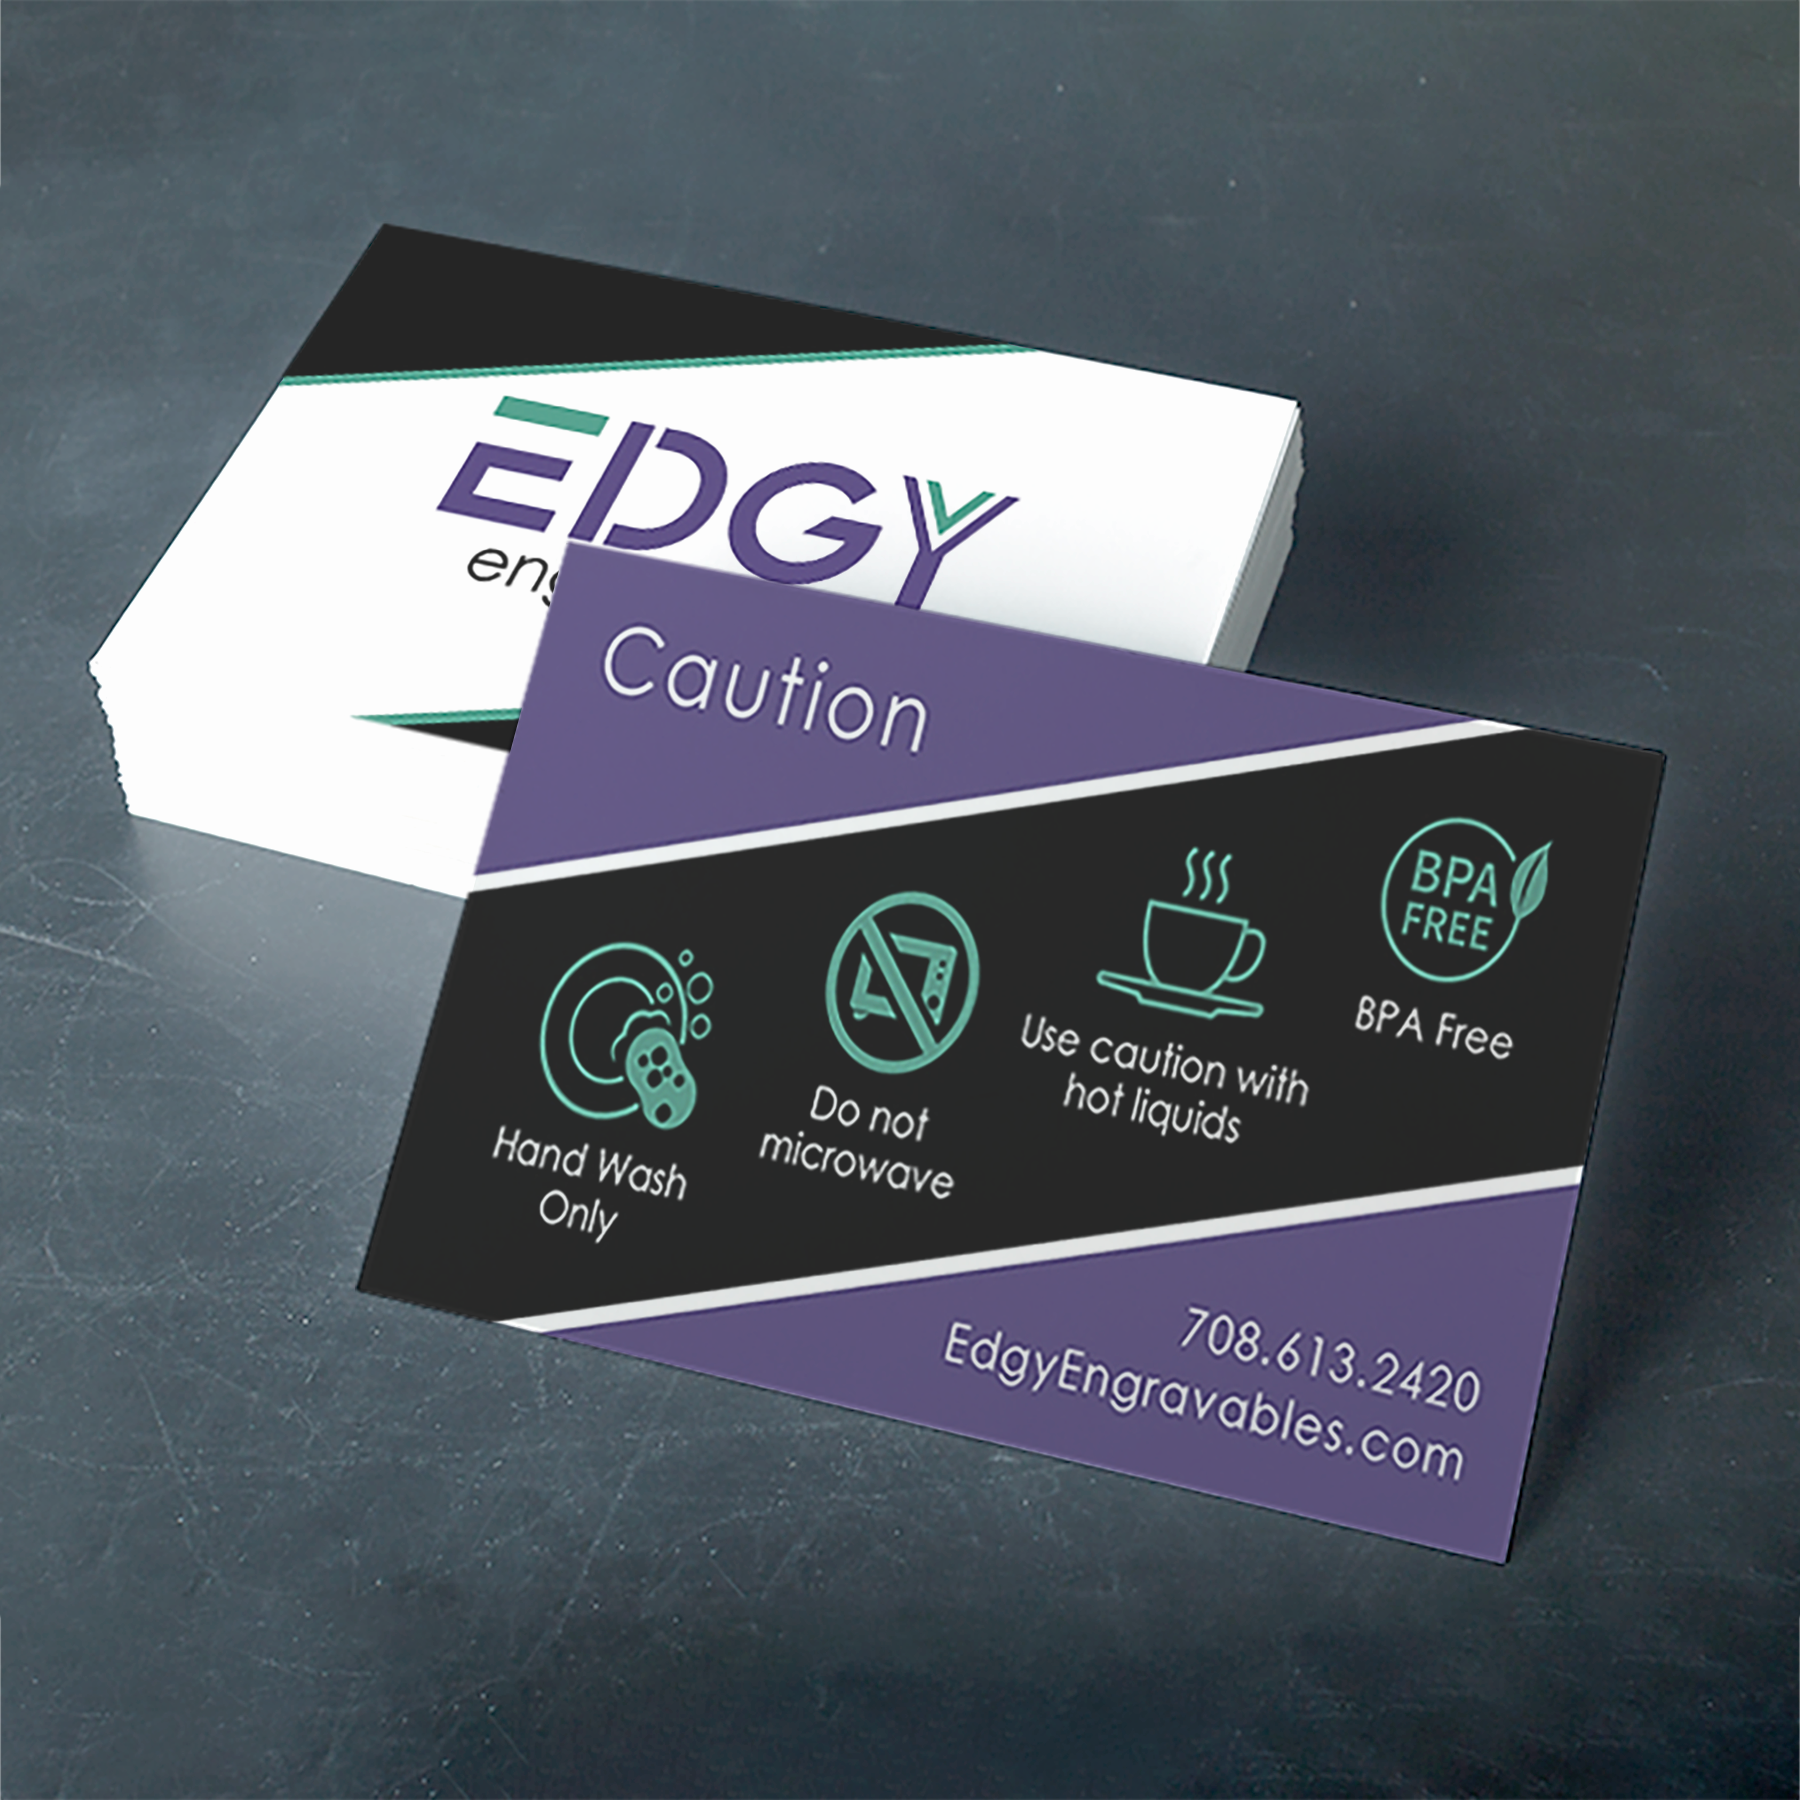 EDGY
Caution
BPA
FREE
Hand Wash
Only
Do not
microwave
Use caution with
hot liquids
BPA Free
708.613.2420
EdgyEngravables.com